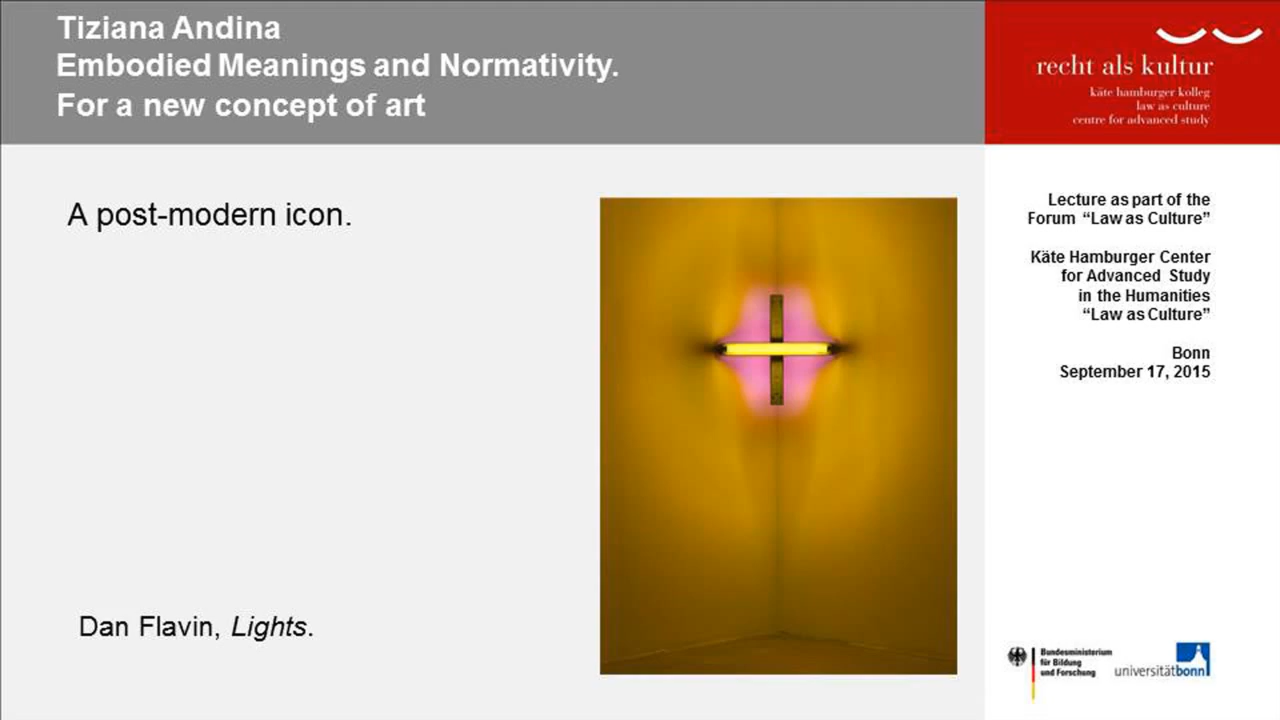 Tiziana Andina
Embodied Meanings and Normativity.
For a new concept of art
recht als kultur
käte hamburger kolleg
law as culture
centre for advanced study
A post-modern icon.
Lecture as part of the
Forum “Law as Culture”
Käte Hamburger Center
for Advanced Study
in the Humanities
“Law as Culture”
Bonn
September 17, 2015
Dan Flavin, Lights.
Bundesministerium
für Bildung
und Forschung
universitätbonn